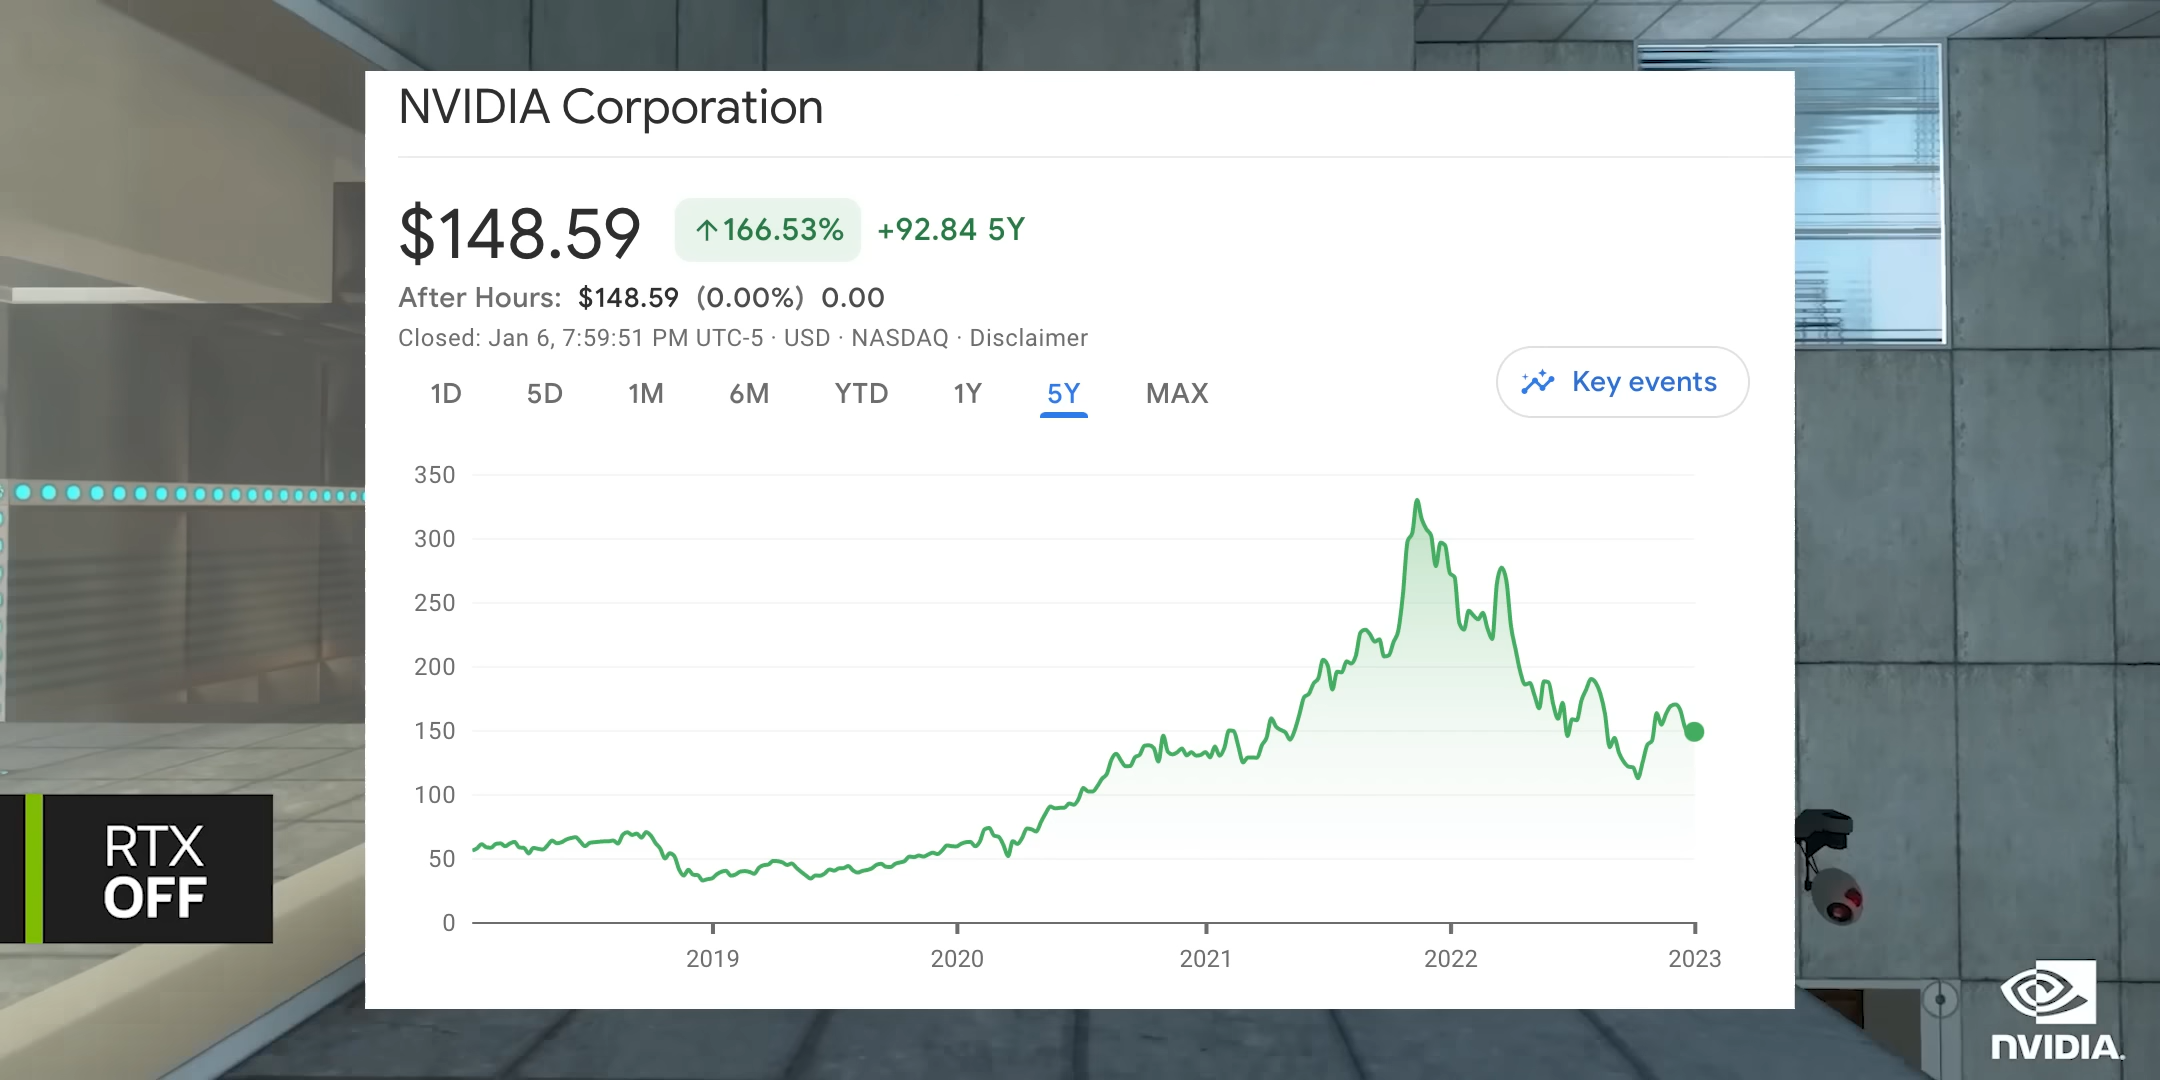 NVIDIA Corporation
$148.59 ↑166.53% +92.84 5Y
After Hours: $148.59 (0.00%) 0.00
Closed: Jan 6, 7:59:51 PM UTC-5 · USD · NASDAQ · Disclaimer
1D 5D 1M 6M YTD 1Y 5Y MAX
Key events
350
300
250
200
150
100
50
0
2019 2020 2021 2022 2023
RTX
OFF
NVIDIA.